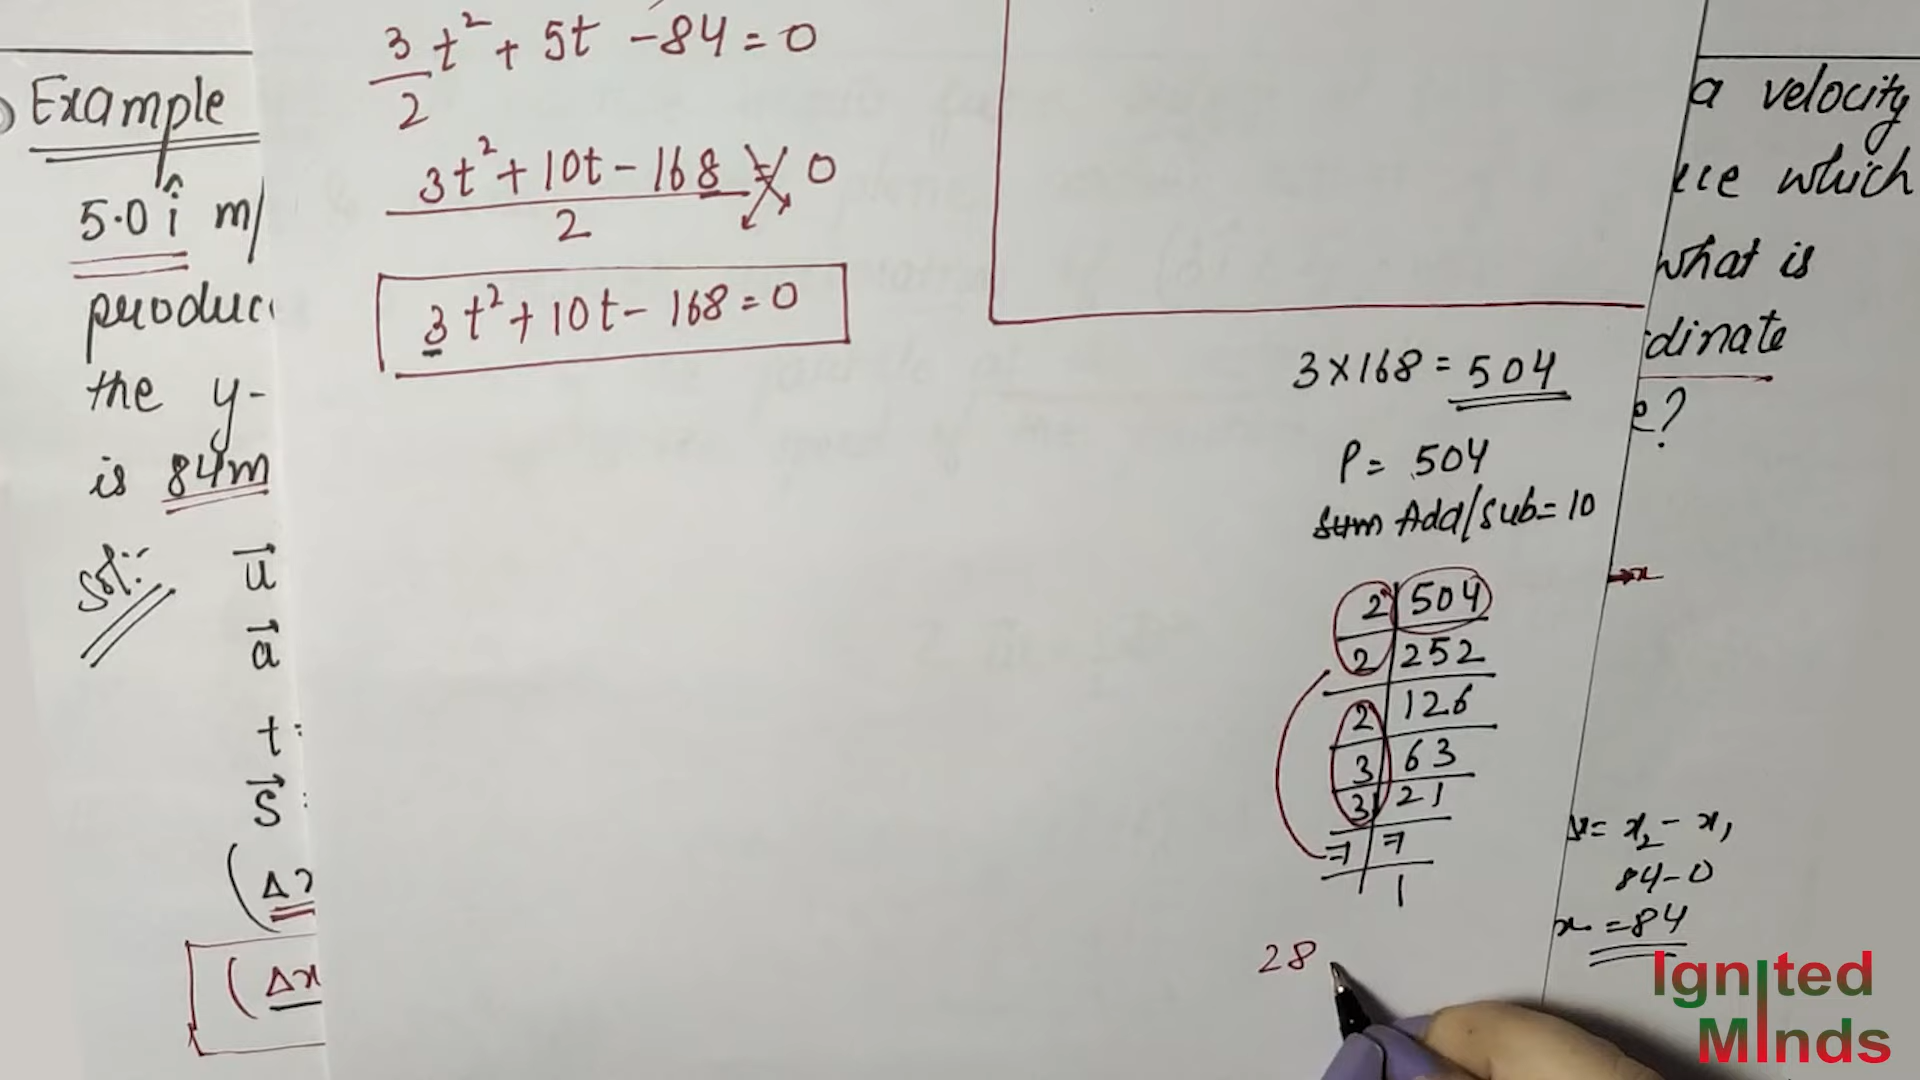 Example
5.0 î m/
produc
the y-
is 84m
Sol:-
u⃗
a⃗
t:
S⃗ :
(Δx
(Δx
3/2 t² + 5t - 84 = 0
3t² + 10t - 168 = 0
2
3t² + 10t - 168 = 0
a velocity
which
what is
dinate
e?
3 × 168 = 504
P = 504
Sum Add/Sub = 10
2 | 504
2 | 252
2 | 126
3 | 63
3 | 21
7 | 7
1
28
→x
x = x₂ - x₁
84 - 0
x = 84
Ignited
Minds